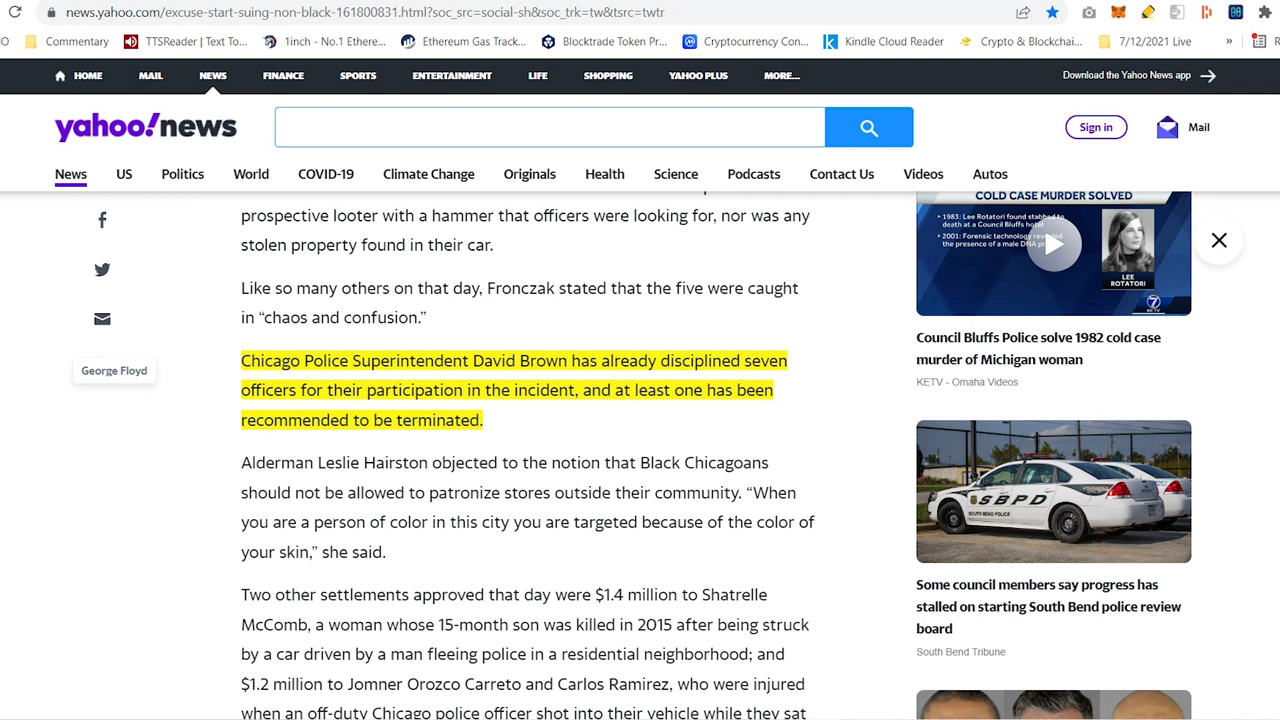 news.yahoo.com/excuse-start-suing-non-black-161800831.html?soc_src=social-sh&soc_trk=tw&tsrc=twtr
Commentary TTSReader | Text To... 1inch - No.1 Ethere... Ethereum Gas Track... Blocktrade Token Pr... Cryptocurrency Con... Kindle Cloud Reader Crypto & Blockchai... 7/12/2021 Live »
HOME MAIL NEWS FINANCE SPORTS ENTERTAINMENT LIFE SHOPPING YAHOO PLUS MORE... Download the Yahoo News app
yahoo!news Sign in Mail
News US Politics World COVID-19 Climate Change Originals Health Science Podcasts Contact Us Videos Autos
prospective looter with a hammer that officers were looking for, nor was any
stolen property found in their car.
Like so many others on that day, Fronczak stated that the five were caught
in “chaos and confusion.”
Chicago Police Superintendent David Brown has already disciplined seven
officers for their participation in the incident, and at least one has been
recommended to be terminated.
Alderman Leslie Hairston objected to the notion that Black Chicagoans
should not be allowed to patronize stores outside their community. “When
you are a person of color in this city you are targeted because of the color of
your skin,” she said.
Two other settlements approved that day were $1.4 million to Shatrelle
McComb, a woman whose 15-month son was killed in 2015 after being struck
by a car driven by a man fleeing police in a residential neighborhood; and
$1.2 million to Jomner Orozco Carreto and Carlos Ramirez, who were injured
when an off-duty Chicago police officer shot into their vehicle while they sat
George Floyd
COLD CASE MURDER SOLVED
• 1983: Lee Rotatori found stabbed to
death at a Council Bluffs hotel
• 2001: Forensic technology revealed
the presence of a male DNA
LEE
ROTATORI
7
KETV
Council Bluffs Police solve 1982 cold case
murder of Michigan woman
KETV - Omaha Videos
SBPD
SOUTH BEND POLICE
Some council members say progress has
stalled on starting South Bend police review
board
South Bend Tribune